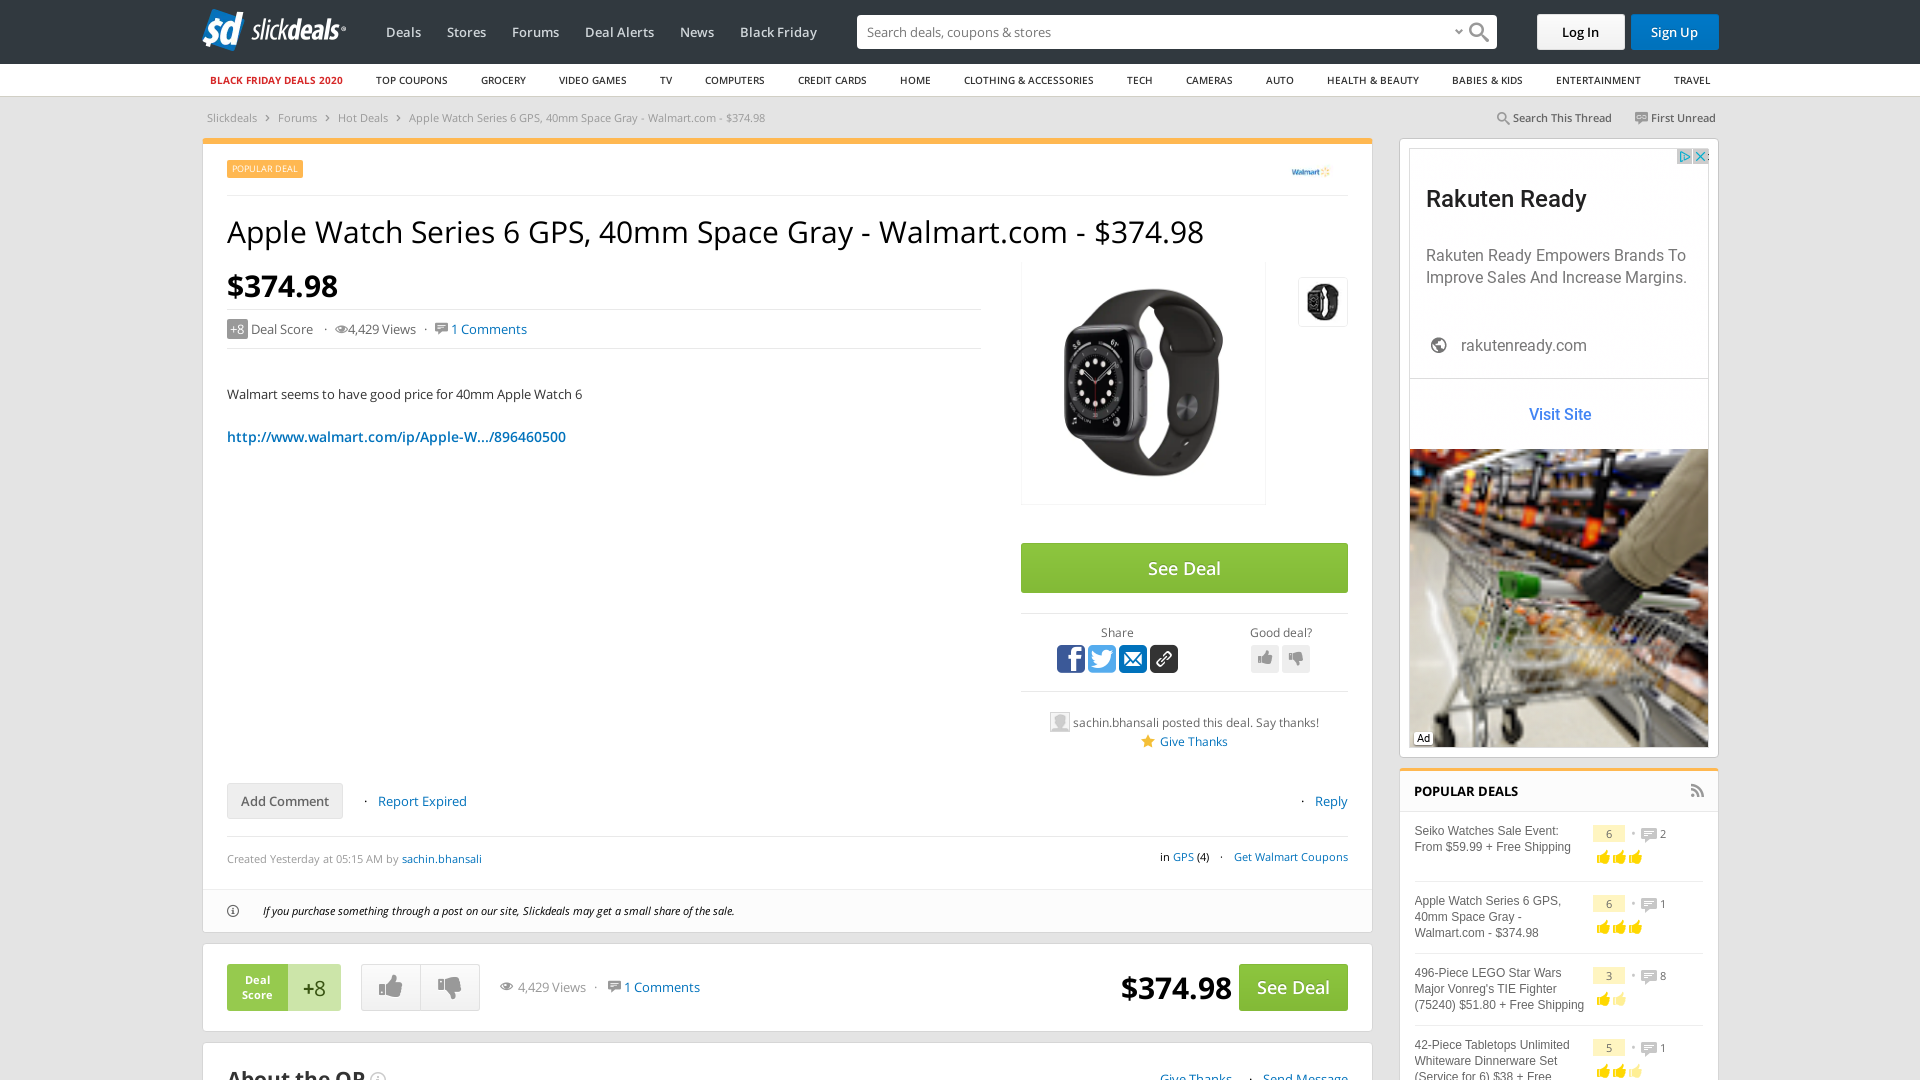 sd slickdeals
Deals Stores Forums Deal Alerts News Black Friday
Search deals, coupons & stores
Log In
Sign Up
BLACK FRIDAY DEALS 2020 TOP COUPONS GROCERY VIDEO GAMES TV COMPUTERS CREDIT CARDS HOME CLOTHING & ACCESSORIES TECH CAMERAS AUTO HEALTH & BEAUTY BABIES & KIDS ENTERTAINMENT TRAVEL
Slickdeals > Forums > Hot Deals > Apple Watch Series 6 GPS, 40mm Space Gray - Walmart.com - $374.98
Search This Thread First Unread
POPULAR DEAL
Walmart
Apple Watch Series 6 GPS, 40mm Space Gray - Walmart.com - $374.98
$374.98
+8 Deal Score · 4,429 Views · 1 Comments
Walmart seems to have good price for 40mm Apple Watch 6
http://www.walmart.com/ip/Apple-W.../896460500
See Deal
Share
Good deal?
sachin.bhansali posted this deal. Say thanks!
Give Thanks
Add Comment · Report Expired
· Reply
Created Yesterday at 05:15 AM by sachin.bhansali
in GPS (4) · Get Walmart Coupons
If you purchase something through a post on our site, Slickdeals may get a small share of the sale.
Deal
Score
+8
4,429 Views · 1 Comments
$374.98
See Deal
About the OP
Give Thanks · Send Message
Rakuten Ready
Rakuten Ready Empowers Brands To
Improve Sales And Increase Margins.
rakutenready.com
Visit Site
Ad
POPULAR DEALS
Seiko Watches Sale Event:
From $59.99 + Free Shipping
6 • 2
Apple Watch Series 6 GPS,
40mm Space Gray -
Walmart.com - $374.98
6 • 1
496-Piece LEGO Star Wars
Major Vonreg's TIE Fighter
(75240) $51.80 + Free Shipping
3 • 8
42-Piece Tabletops Unlimited
Whiteware Dinnerware Set
(Service for 6) $38 + Free
5 • 1